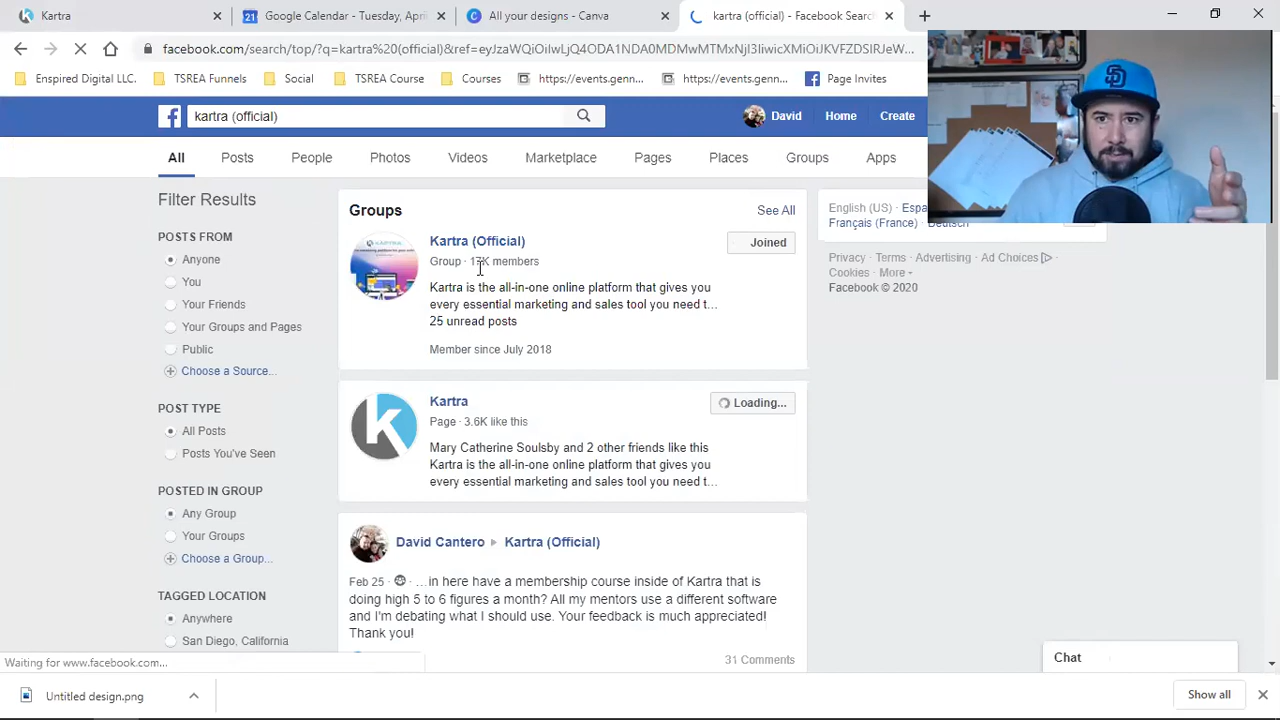 Kartra
Google Calendar - Tuesday, April
All your designs - Canva
kartra (official) - Facebook Search
facebook.com/search/top/?q=kartra%20(official)&ref=
Enspired Digital LLC.
TSREA Funnels
Social
TSREA Course
Courses
https://events.genn...
https://events.genn...
Page Invites
kartra (official)
David
Home
Create
All
Posts
People
Photos
Videos
Marketplace
Pages
Places
Groups
Apps
Filter Results
POSTS FROM
Anyone
You
Your Friends
Your Groups and Pages
Public
Choose a Source...
POST TYPE
All Posts
Posts You've Seen
POSTED IN GROUP
Any Group
Your Groups
Choose a Group...
TAGGED LOCATION
Anywhere
San Diego, California
Groups
See All
Kartra (Official)
Joined
Group · members
Kartra is the all-in-one online platform that gives you
every essential marketing and sales tool you need t...
25 unread posts
Member since July 2018
Kartra
Loading...
Page · 3.6K like this
Mary Catherine Soulsby and 2 other friends like this
Kartra is the all-in-one online platform that gives you
every essential marketing and sales tool you need t...
David Cantero Kartra (Official)
Feb 25 · · ...in here have a membership course inside of Kartra that is
doing high 5 to 6 figures a month? All my mentors use a different software
and I'm debating what I should use. Your feedback is much appreciated!
Thank you!
31 Comments
English (US) ·
Français (France) · Deutsch
Privacy · Terms · Advertising · Ad Choices ·
Cookies · More
Facebook © 2020
SD
Chat
Waiting for www.facebook.com...
Untitled design.png
Show all